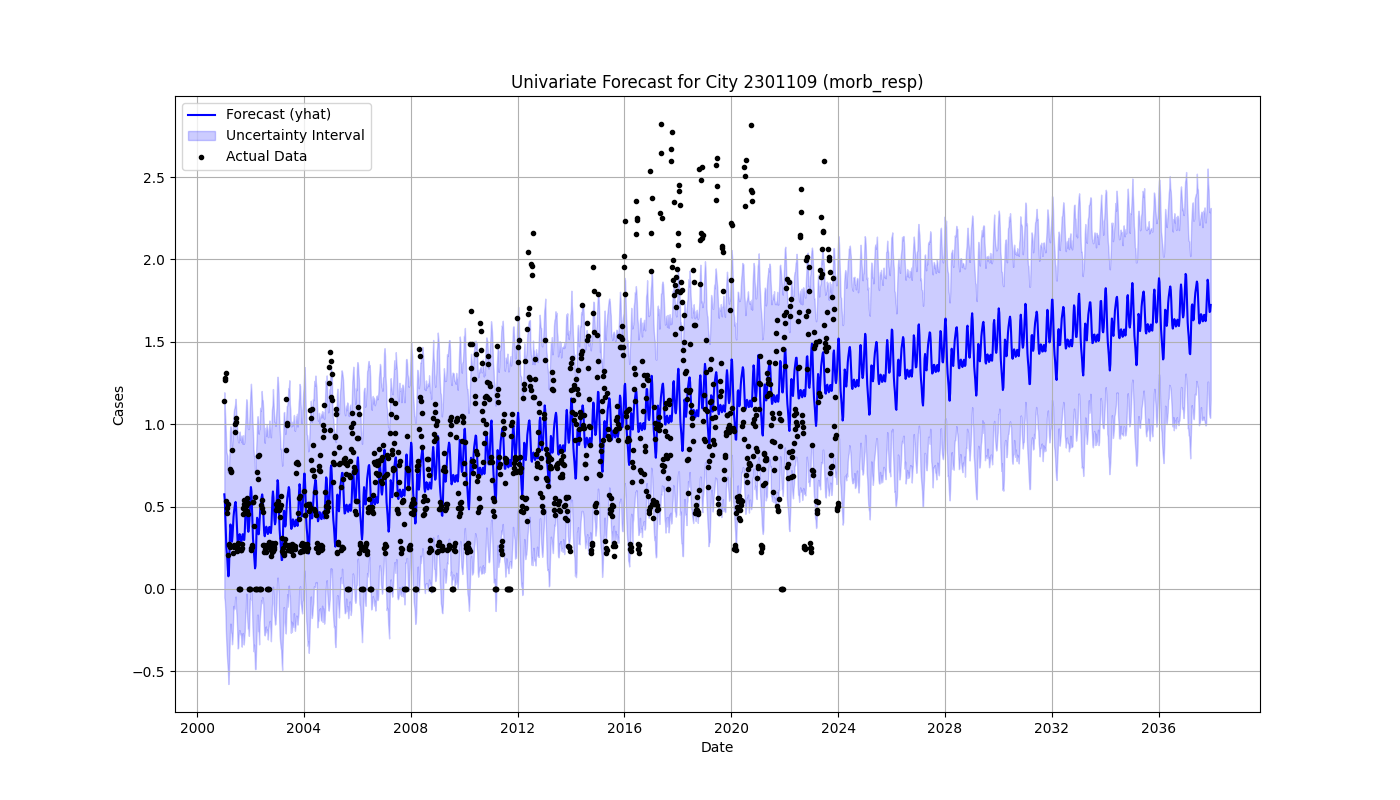 Univariate Forecast for City 2301109 (morb_resp)
Forecast (yhat)
Uncertainty Interval
Actual Data
Cases
2.5
2.0
1.5
1.0
0.5
0.0
−0.5
2000 2004 2008 2012 2016 2020 2024 2028 2032 2036
Date